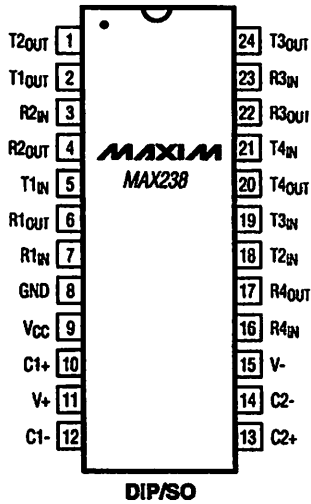 T2OUT 1 24 T3OUT
T1OUT 2 23 R3IN
R2IN 3 22 R3OUT
R2OUT 4 MAXIM 21 T4IN
T1IN 5 MAX238 20 T4OUT
R1OUT 6 19 T3IN
R1IN 7 18 T2IN
GND 8 17 R4OUT
VCC 9 16 R4IN
C1+ 10 15 V-
V+ 11 14 C2-
C1- 12 13 C2+
DIP/SO